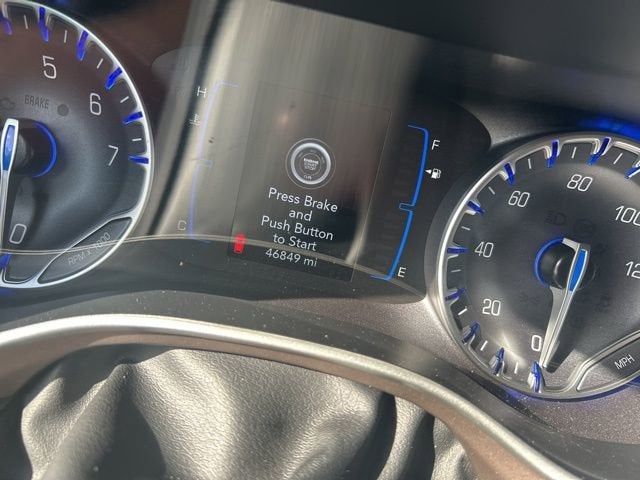 5
BRAKE
6
7
0
RPM x 1000
H
C
ENGINE
Press Brake
and
Push Button
to Start
46849 mi
F
E
0
20
40
60
80
100
MPH